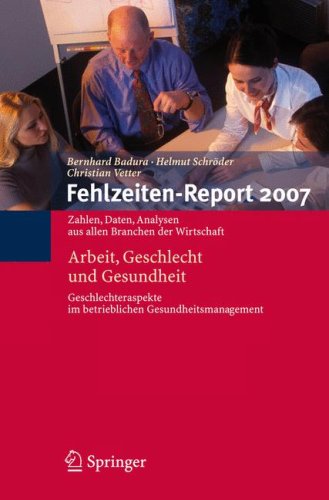 Bernhard Badura · Helmut Schröder
Christian Vetter
Fehlzeiten-Report 2007
Zahlen, Daten, Analysen
aus allen Branchen der Wirtschaft
Arbeit, Geschlecht
und Gesundheit
Geschlechteraspekte
im betrieblichen Gesundheitsmanagement
Springer